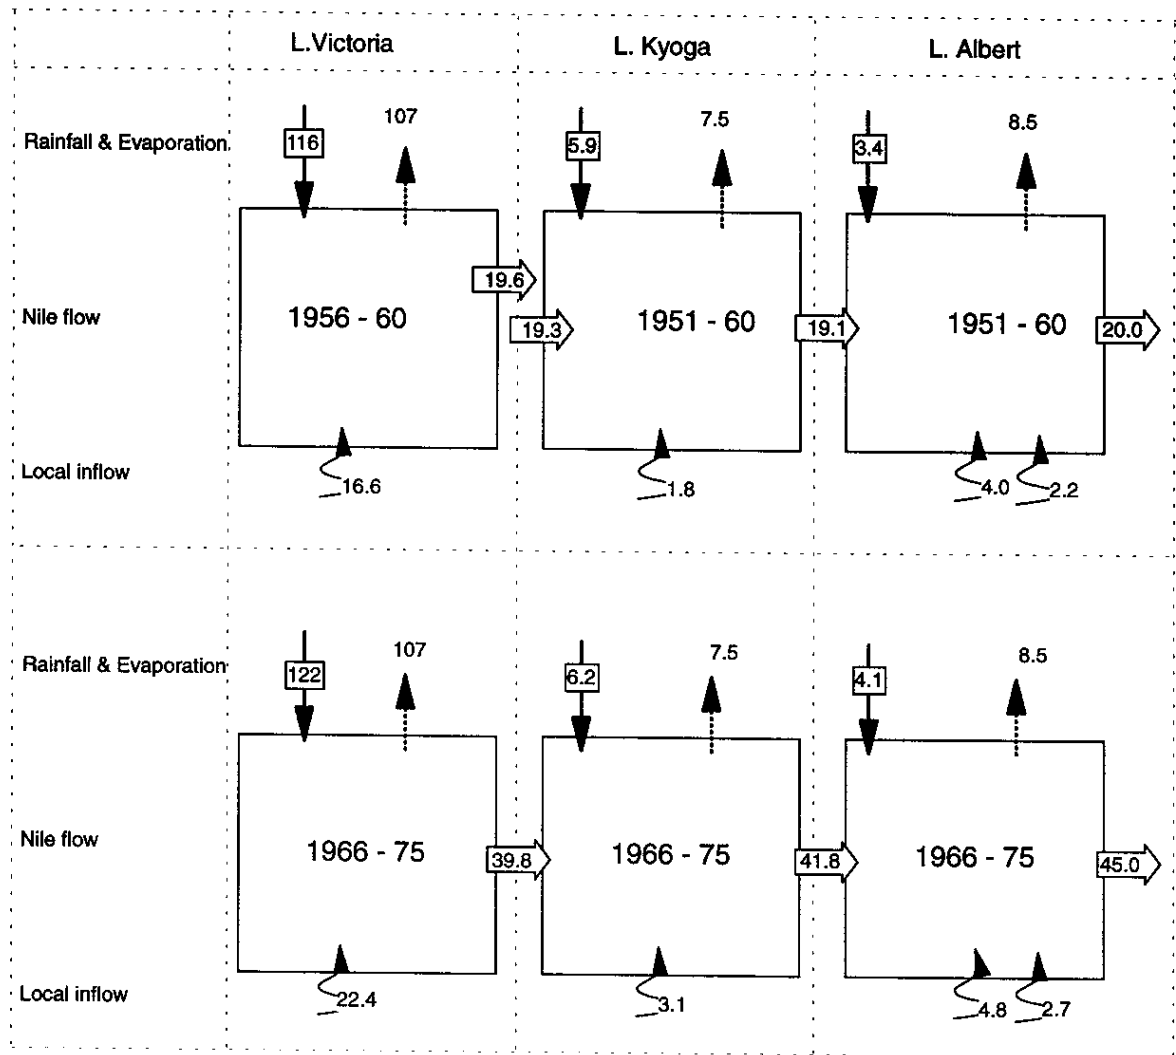 L.Victoria L. Kyoga L. Albert
107 7.5 8.5
Rainfall & Evaporation 116 5.9 3.4
19.6
Nile flow 1956 - 60 19.3 1951 - 60 19.1 1951 - 60 20.0
Local inflow 16.6 1.8 4.0 2.2
107 7.5 8.5
Rainfall & Evaporation 122 6.2 4.1
Nile flow 1966 - 75 39.8 1966 - 75 41.8 1966 - 75 45.0
Local inflow 22.4 3.1 4.8 2.7